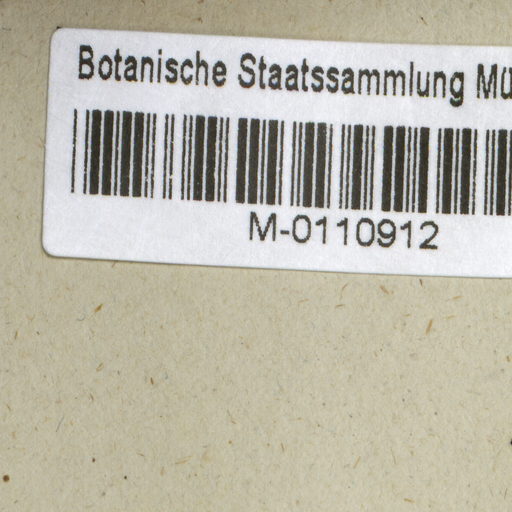 Botanische Staatssammlung Mü
M-0110912